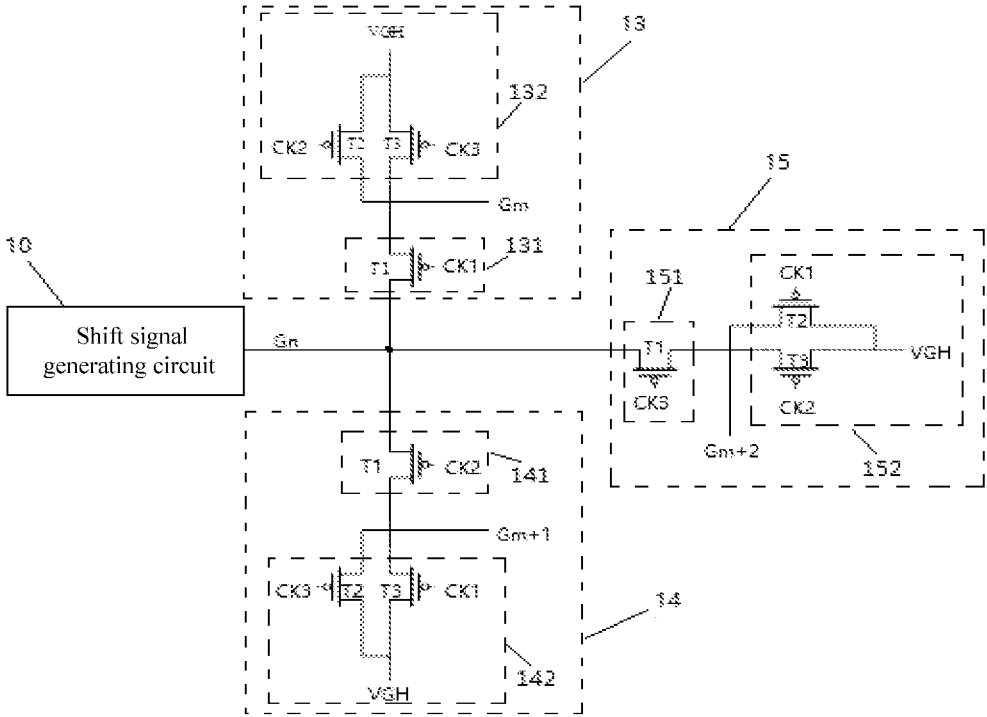 VGH
13
132
CK2
T2
T3
CK3
Gm
15
10
131
T1
CK1
151
CK1
T2
Shift signal
generating circuit
Gn
T1
VGH
T3
CK3
CK2
Gm+2
152
T1
CK2
141
Gm+1
CK3
T2
T3
CK1
14
142
VGH